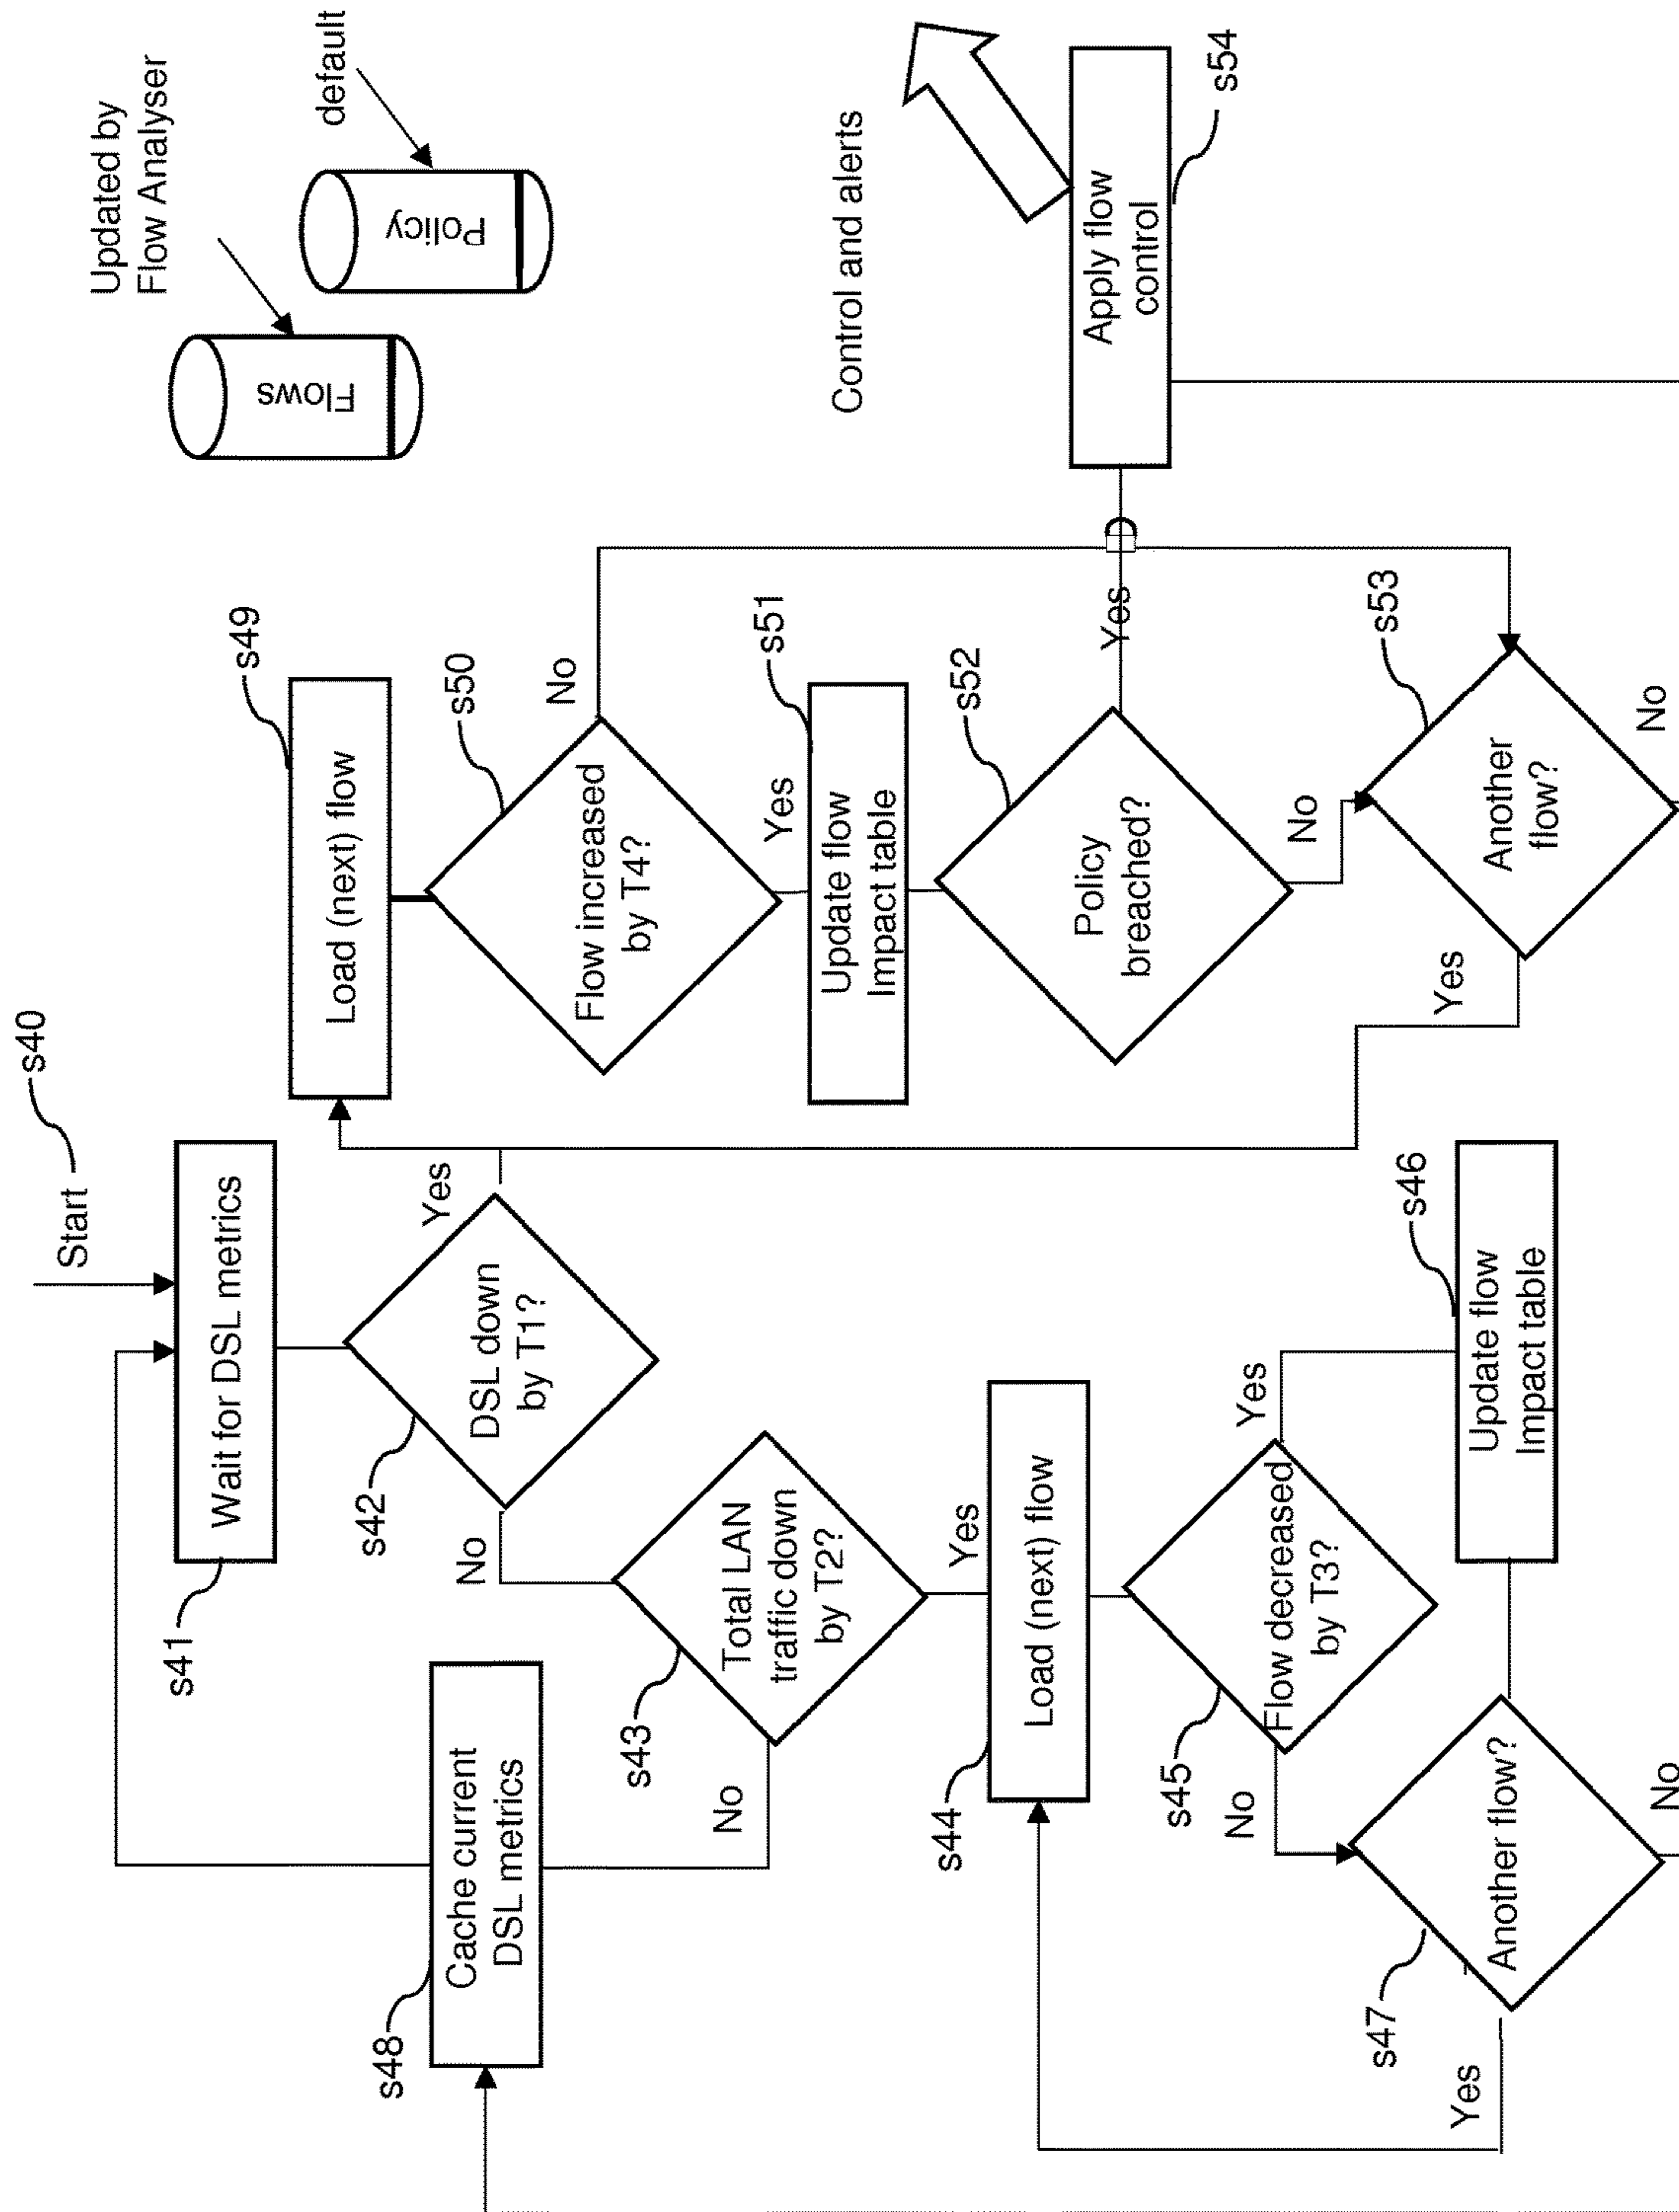 s40
Start
Wait for DSL metrics
s41
DSL down
by T1?
s42
Yes
No
Cache current
DSL metrics
s48
Total LAN
traffic down
by T2?
s43
No
Yes
Load (next) flow
s44
Flow decreased
by T3?
s45
Yes
No
Update flow
Impact table
s46
Another flow?
s47
Yes
No
Load (next) flow
s49
Flow increased
by T4?
s50
No
Yes
Update flow
Impact table
s51
Policy
breached?
s52
Yes
No
Another
flow?
s53
Yes
No
Apply flow
control
s54
Control and alerts
Updated by
Flow Analyser
Flows
default
Policy